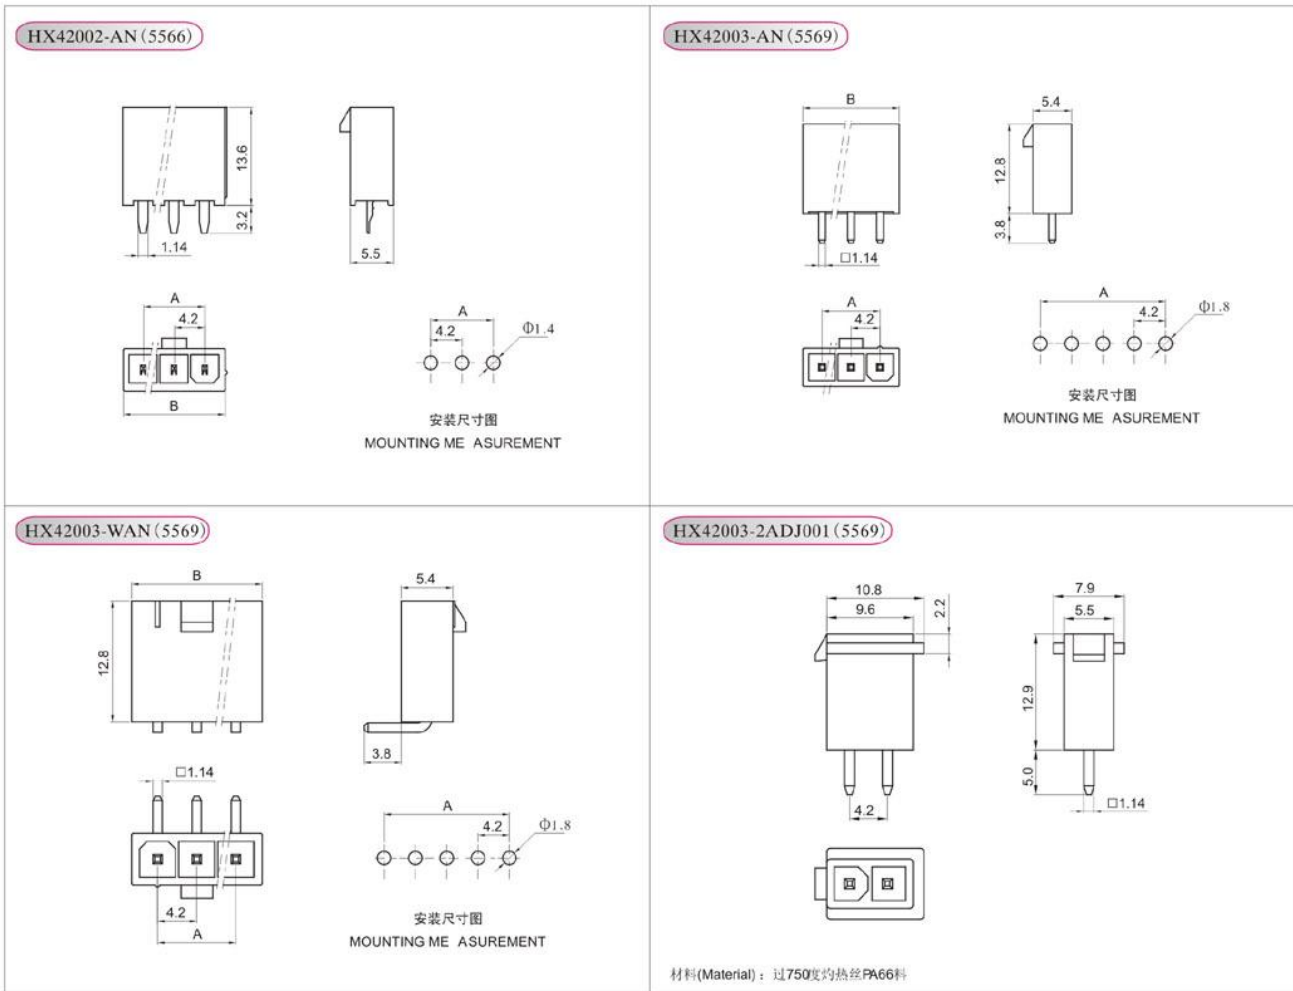 HX42002-AN(5566)
13.6
3.2
1.14
5.5
A
4.2
B
A
4.2
Φ1.4
安装尺寸图
MOUNTING ME ASUREMENT
HX42003-AN(5569)
B
5.4
12.8
3.8
□1.14
A
4.2
A
4.2
Φ1.8
安装尺寸图
MOUNTING ME ASUREMENT
HX42003-WAN(5569)
B
5.4
12.8
3.8
□1.14
4.2
A
A
4.2
Φ1.8
安装尺寸图
MOUNTING ME ASUREMENT
HX42003-2ADJ001(5569)
10.8
9.6
2.2
7.9
5.5
12.9
5.0
4.2
□1.14
材料(Material)：过750度灼热丝PA66料